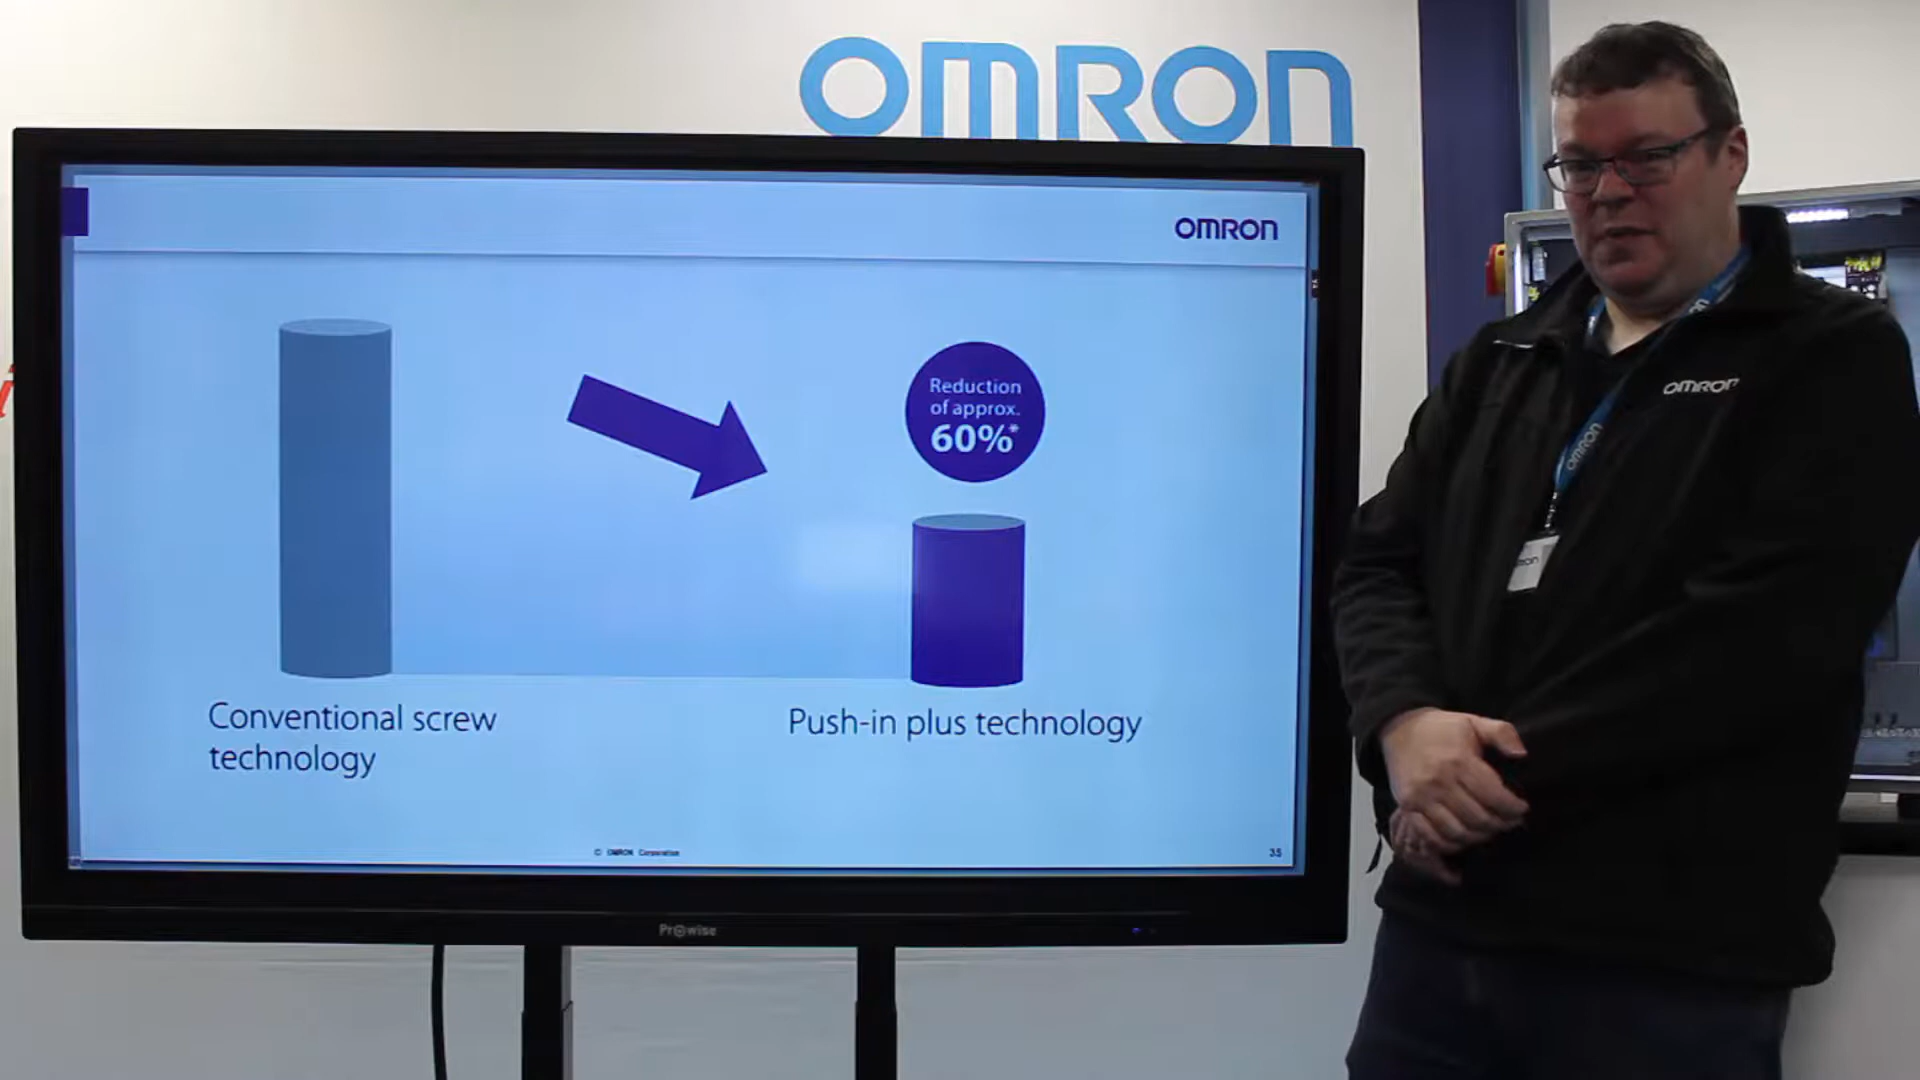 OMRON
OMRON
Reduction
of approx.
60%*
Conventional screw
technology
Push-in plus technology
© OMRON Corporation
35
Prowise
OMRON
OMRON